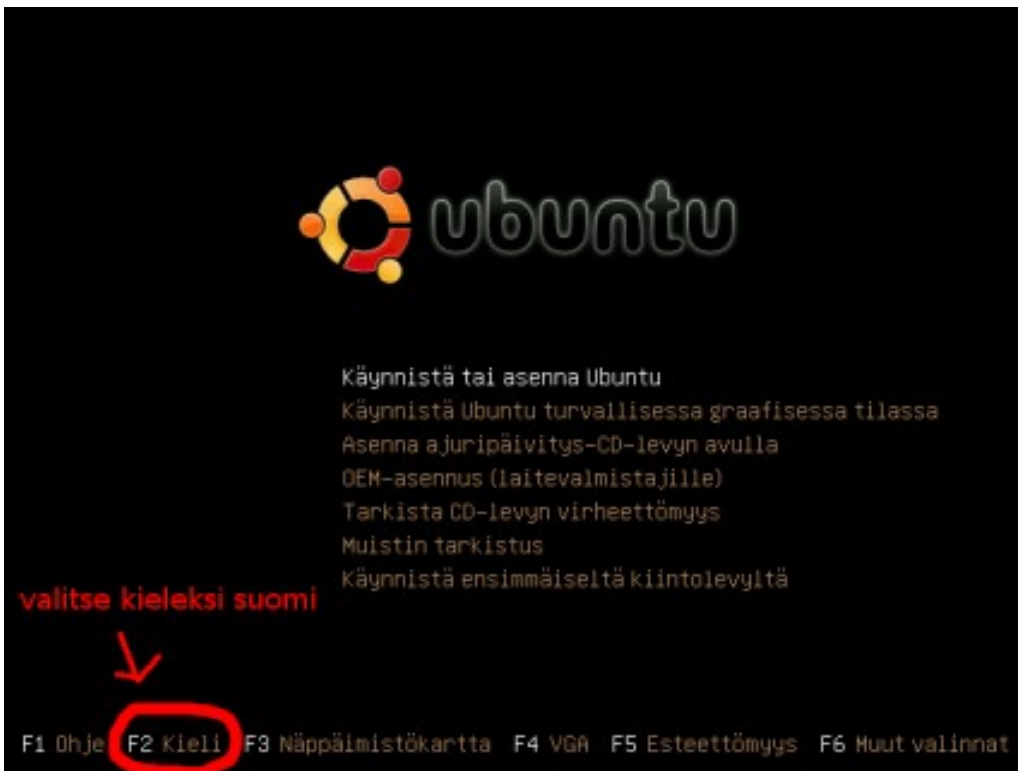 ubuntu
Käynnistä tai asenna Ubuntu
Käynnistä Ubuntu turvallisessa graafisessa tilassa
Asenna ajuripäivitys-CD-levyn avulla
OEM-asennus (laitevalmistajille)
Tarkista CD-levyn virheettömyys
Muistin tarkistus
Käynnistä ensimmäiseltä kiintolevyltä
valitse kieleksi suomi
F1 Ohje F2 Kieli F3 Näppäimistökartta F4 VGA F5 Esteettömyys F6 Muut valinnat